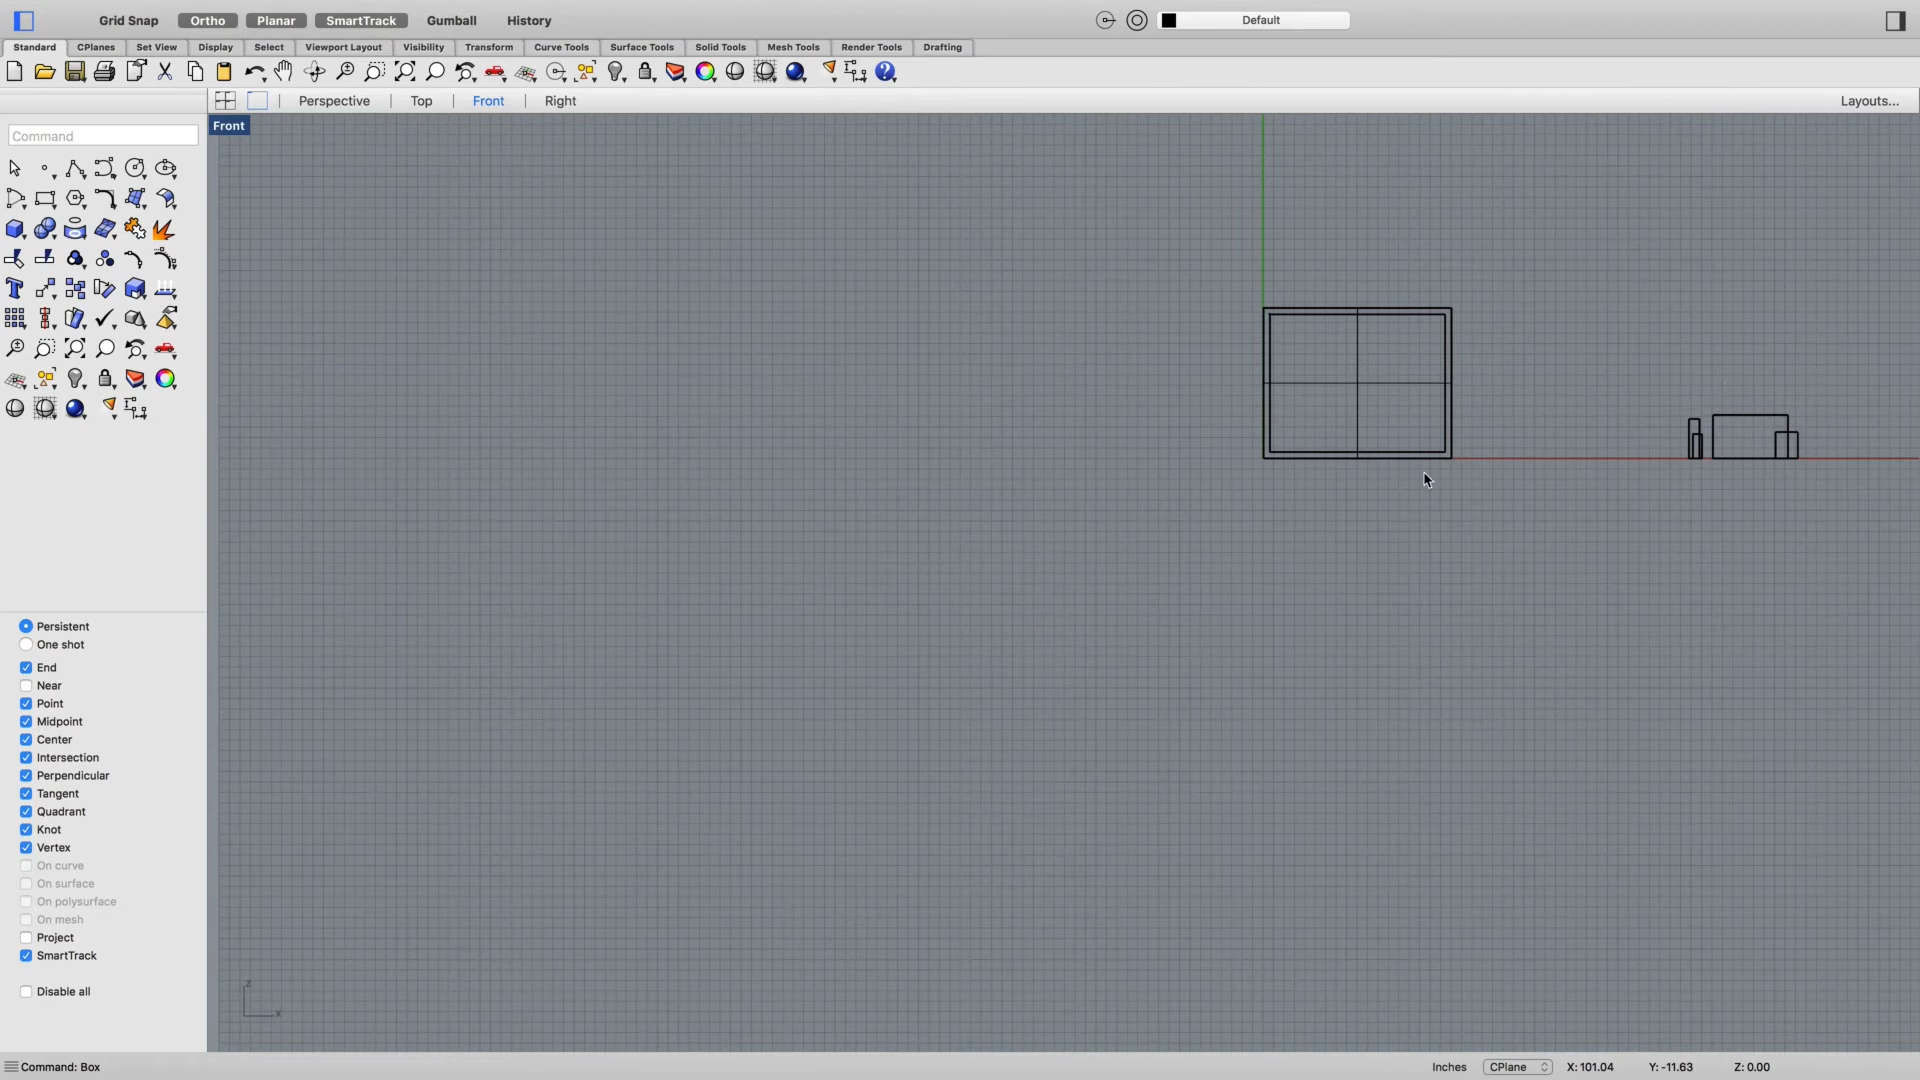 Grid Snap Ortho Planar SmartTrack Gumball History Default
Standard CPlanes Set View Display Select Viewport Layout Visibility Transform Curve Tools Surface Tools Solid Tools Mesh Tools Render Tools Drafting
Perspective Top Front Right Layouts...
Front
Command
Persistent
One shot
End
Near
Point
Midpoint
Center
Intersection
Perpendicular
Tangent
Quadrant
Knot
Vertex
On curve
On surface
On polysurface
On mesh
Project
SmartTrack
Disable all
z
x
Command: Box Inches CPlane X: 101.04 Y: -11.63 Z: 0.00